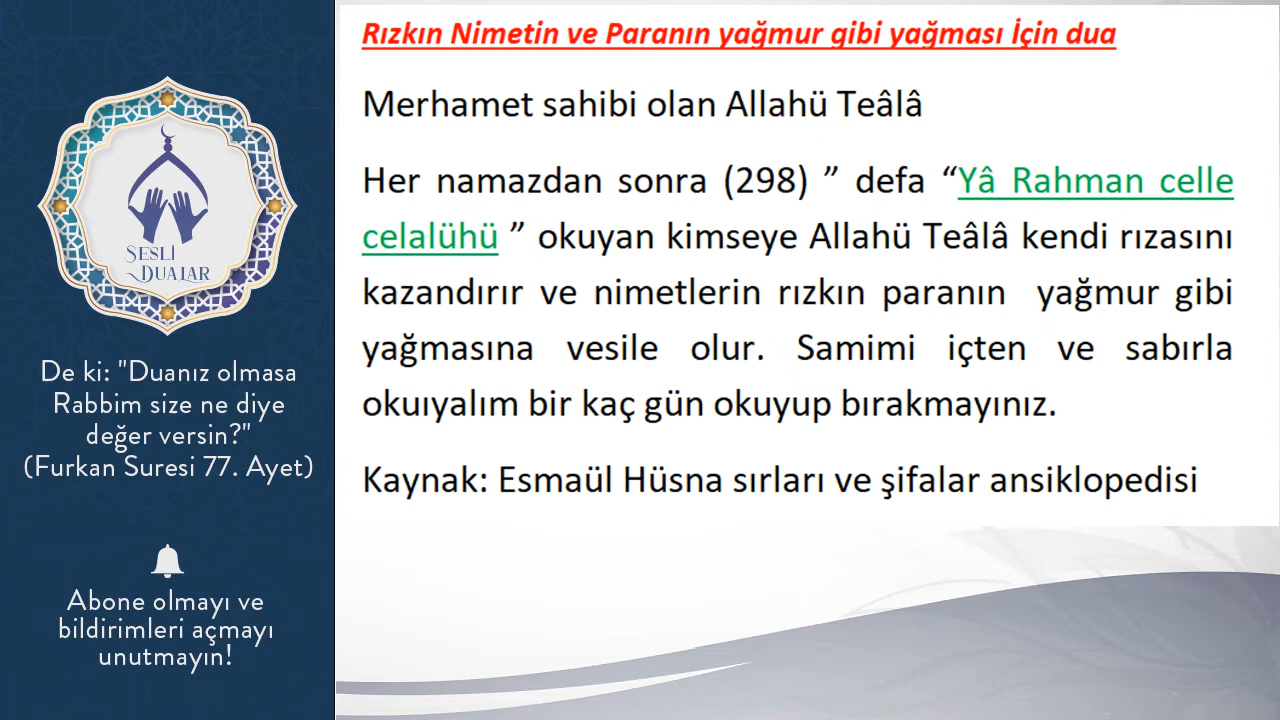 SESLİ
DUALAR
De ki: "Duanız olmasa
Rabbim size ne diye
değer versin?"
(Furkan Suresi 77. Ayet)
Abone olmayı ve
bildirimleri açmayı
unutmayın!
Rızkın Nimetin ve Paranın yağmur gibi yağması İçin dua
Merhamet sahibi olan Allahü Teâlâ
Her namazdan sonra (298) ” defa “Yâ Rahman celle
celalühü ” okuyan kimseye Allahü Teâlâ kendi rızasını
kazandırır ve nimetlerin rızkın paranın yağmur gibi
yağmasına vesile olur. Samimi içten ve sabırla
okuıyalım bir kaç gün okuyup bırakmayınız.
Kaynak: Esmaül Hüsna sırları ve şifalar ansiklopedisi